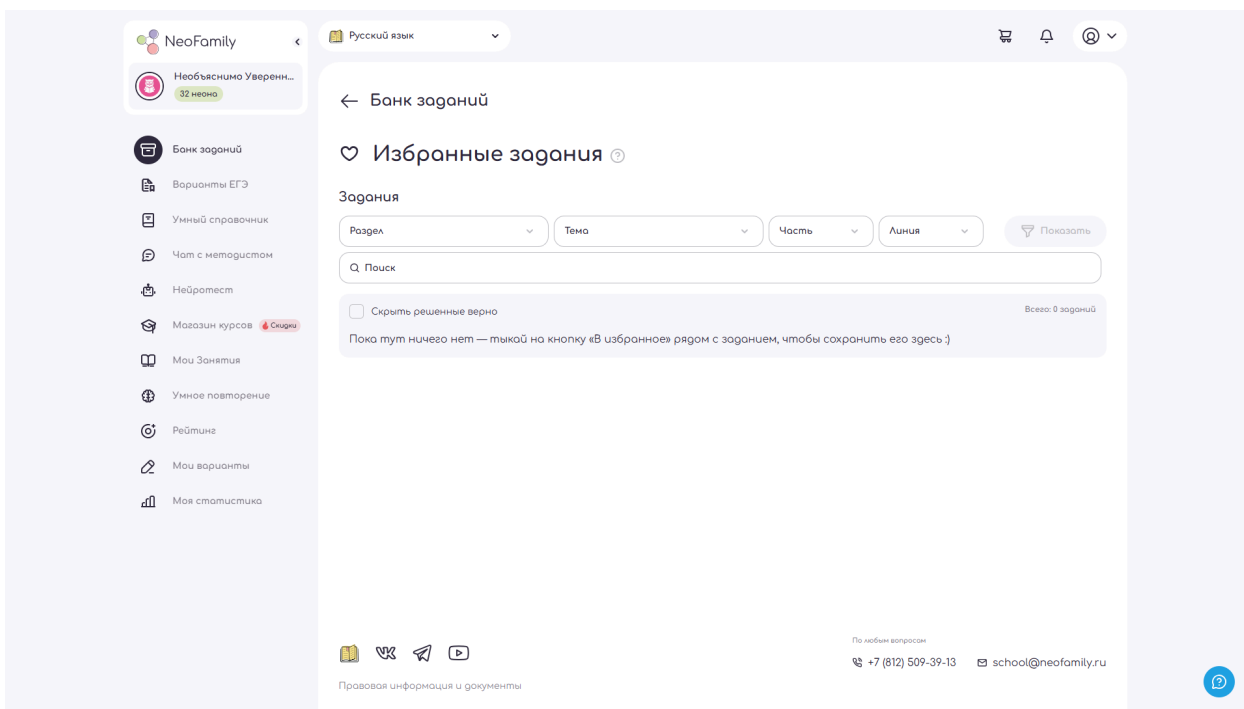 NeoFamily
Русский язык
Необъяснимо Уверенн...
32 неона
Банк заданий
Варианты ЕГЭ
Умный справочник
Чат с методистом
Нейротест
Магазин курсов Скидки
Мои Занятия
Умное повторение
Рейтинг
Мои варианты
Моя статистика
Банк заданий
Избранные задания
Задания
Раздел Тема Часть Линия Показать
Поиск
Скрыть решенные верно Всего: 0 заданий
Пока тут ничего нет — тыкай на кнопку «В избранное» рядом с заданием, чтобы сохранить его здесь :)
По любым вопросам
+7 (812) 509-39-13 school@neofamily.ru
Правовая информация и документы